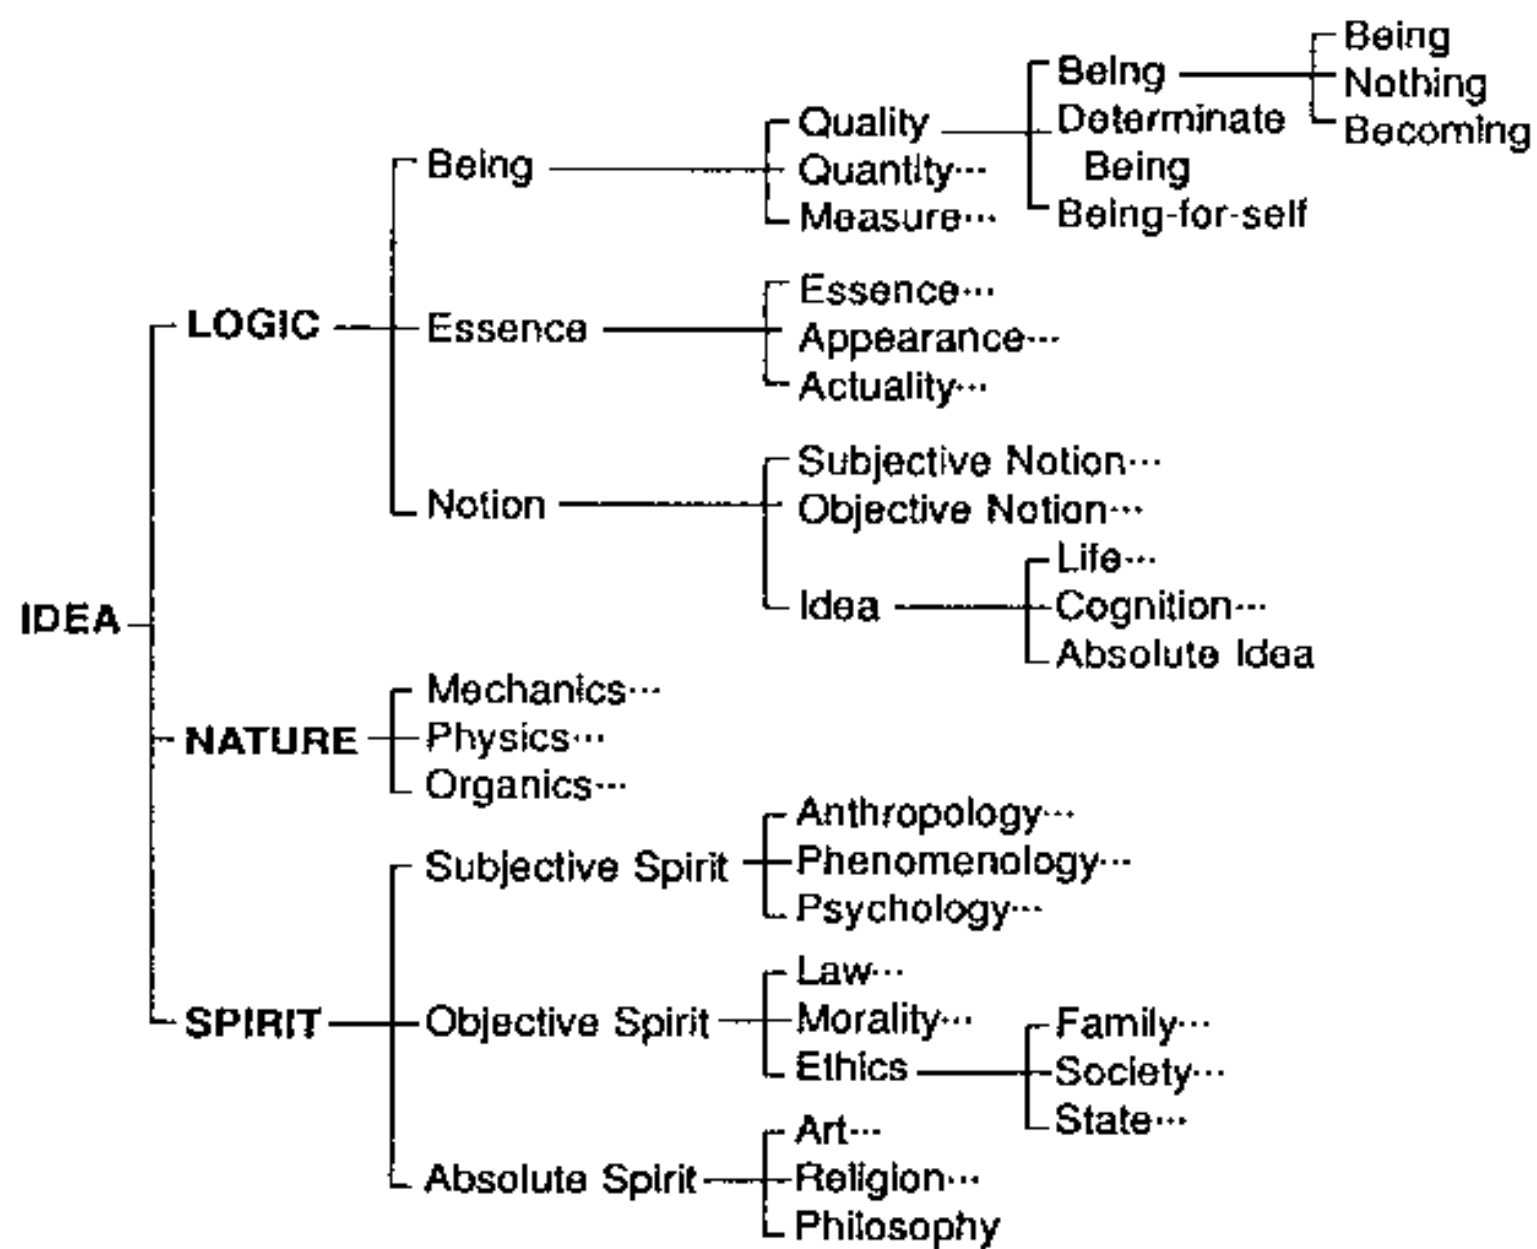 IDEA
LOGIC
Being
Quality
Being
Being
Nothing
Becoming
Determinate
Being
Being-for-self
Quantity···
Measure···
Essence
Essence···
Appearance···
Actuality···
Notion
Subjective Notion···
Objective Notion···
Idea
Life···
Cognition···
Absolute Idea
NATURE
Mechanics···
Physics···
Organics···
SPIRIT
Subjective Spirit
Anthropology···
Phenomenology···
Psychology···
Objective Spirit
Law···
Morality···
Ethics
Family···
Society···
State···
Absolute Spirit
Art···
Religion···
Philosophy